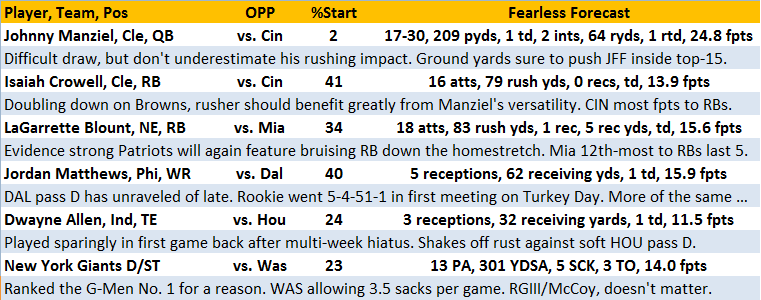 Player, Team, Pos OPP %Start Fearless Forecast
Johnny Manziel, Cle, QB vs. Cin 2 17-30, 209 pyds, 1 td, 2 ints, 64 ryds, 1 rtd, 24.8 fpts
Difficult draw, but don't underestimate his rushing impact. Ground yards sure to push JFF inside top-15.
Isaiah Crowell, Cle, RB vs. Cin 41 16 atts, 79 rush yds, 0 recs, td, 13.9 fpts
Doubling down on Browns, rusher should benefit greatly from Manziel's versatility. CIN most fpts to RBs.
LaGarrette Blount, NE, RB vs. Mia 34 18 atts, 83 rush yds, 1 rec, 5 rec yds, td, 15.6 fpts
Evidence strong Patriots will again feature bruising RB down the homestretch. Mia 12th-most to RBs last 5.
Jordan Matthews, Phi, WR vs. Dal 40 5 receptions, 62 receiving yds, 1 td, 15.9 fpts
DAL pass D has unraveled of late. Rookie went 5-4-51-1 in first meeting on Turkey Day. More of the same ...
Dwayne Allen, Ind, TE vs. Hou 24 3 receptions, 32 receiving yards, 1 td, 11.5 fpts
Played sparingly in first game back after multi-week hiatus. Shakes off rust against soft HOU pass D.
New York Giants D/ST vs. Was 23 13 PA, 301 YDSA, 5 SCK, 3 TO, 14.0 fpts
Ranked the G-Men No. 1 for a reason. WAS allowing 3.5 sacks per game. RGIII/McCoy, doesn't matter.